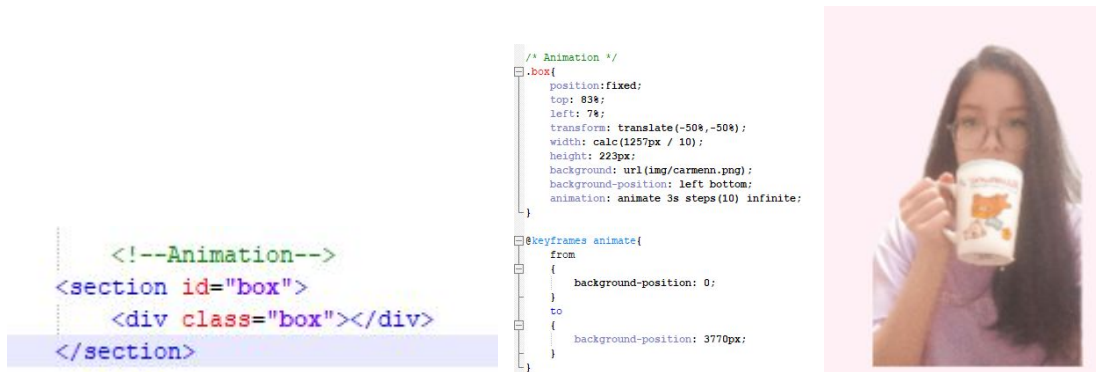 <!--Animation-->
<section id="box">
<div class="box"></div>
</section>
/* Animation */
.box{
position:fixed;
top: 83%;
left: 7%;
transform: translate(-50%,-50%);
width: calc(1257px / 10);
height: 223px;
background: url(img/carmenn.png);
background-position: left bottom;
animation: animate 3s steps(10) infinite;
}
@keyframes animate{
from
{
background-position: 0;
}
to
{
background-position: 3770px;
}
}